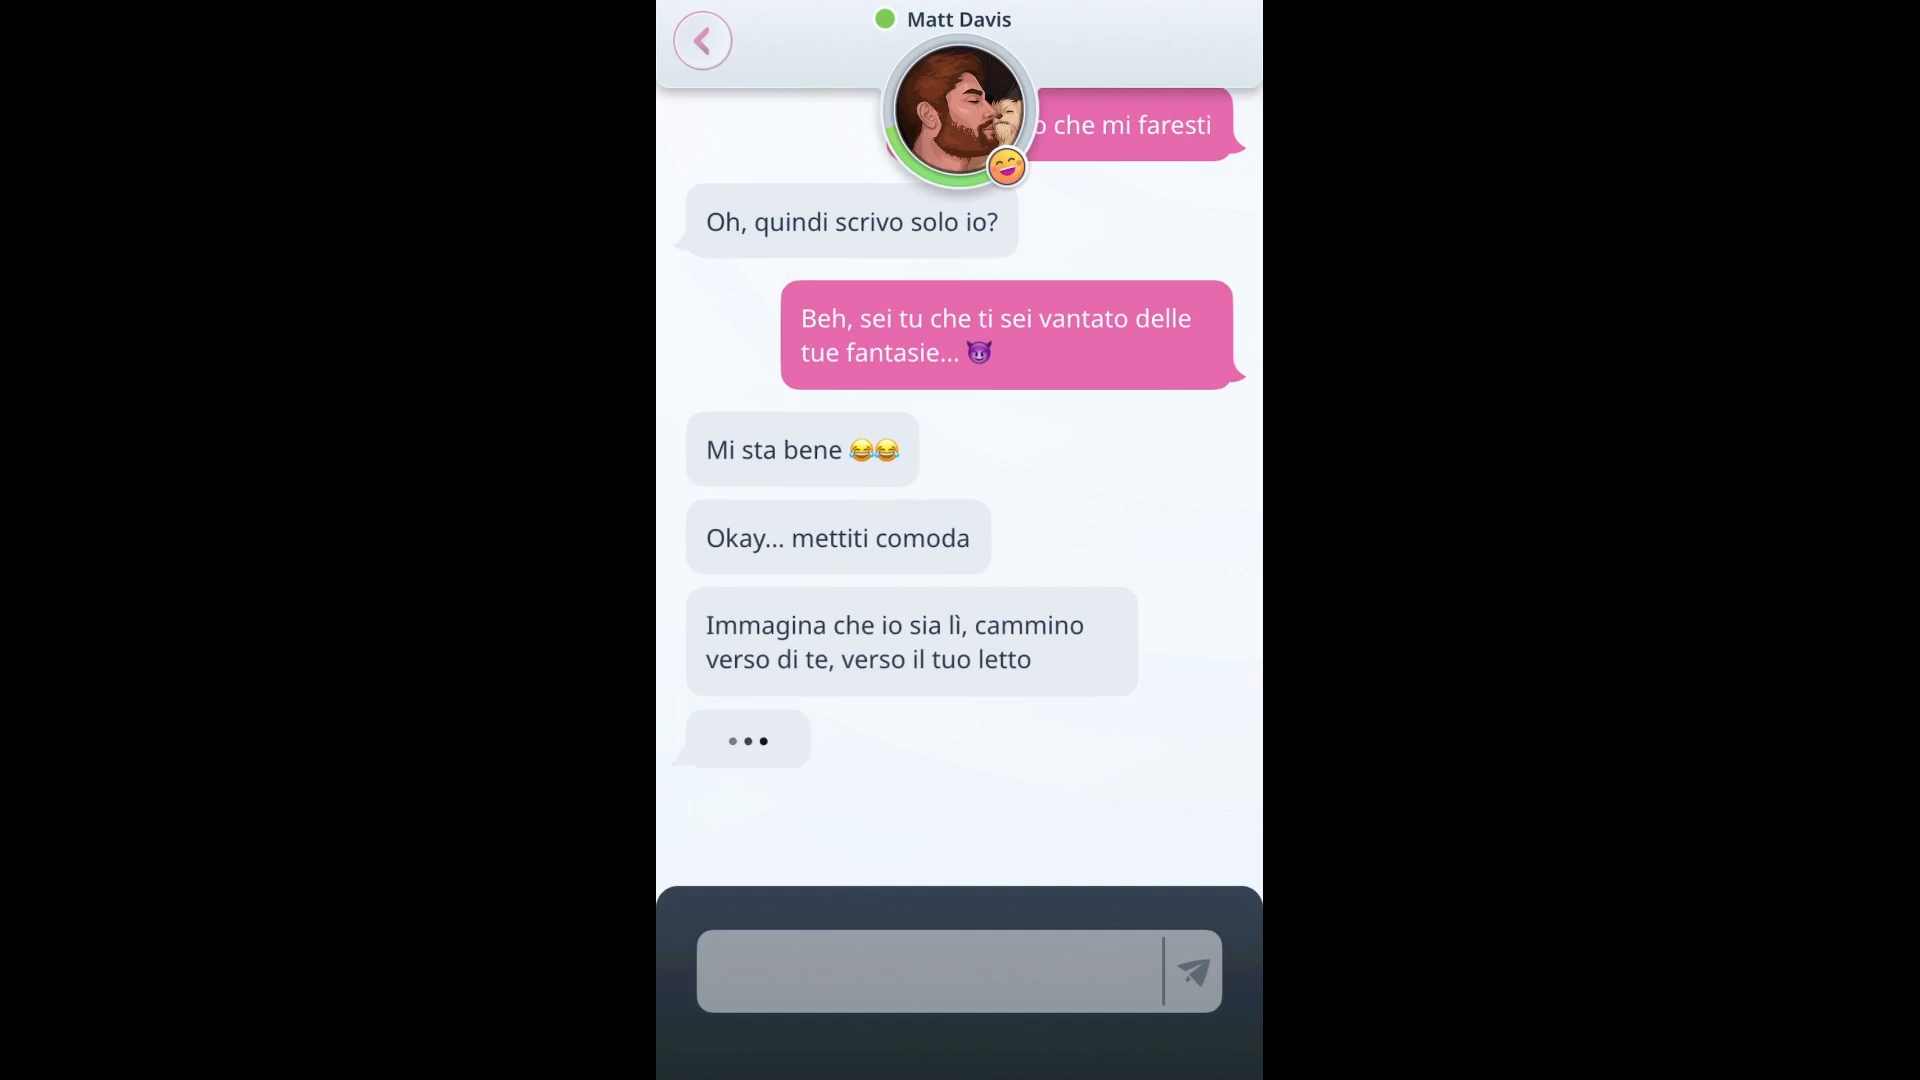 Matt Davis
che mi faresti
Oh, quindi scrivo solo io?
Beh, sei tu che ti sei vantato delle
tue fantasie... 😈
Mi sta bene 😂😂
Okay... mettiti comoda
Immagina che io sia lì, cammino
verso di te, verso il tuo letto